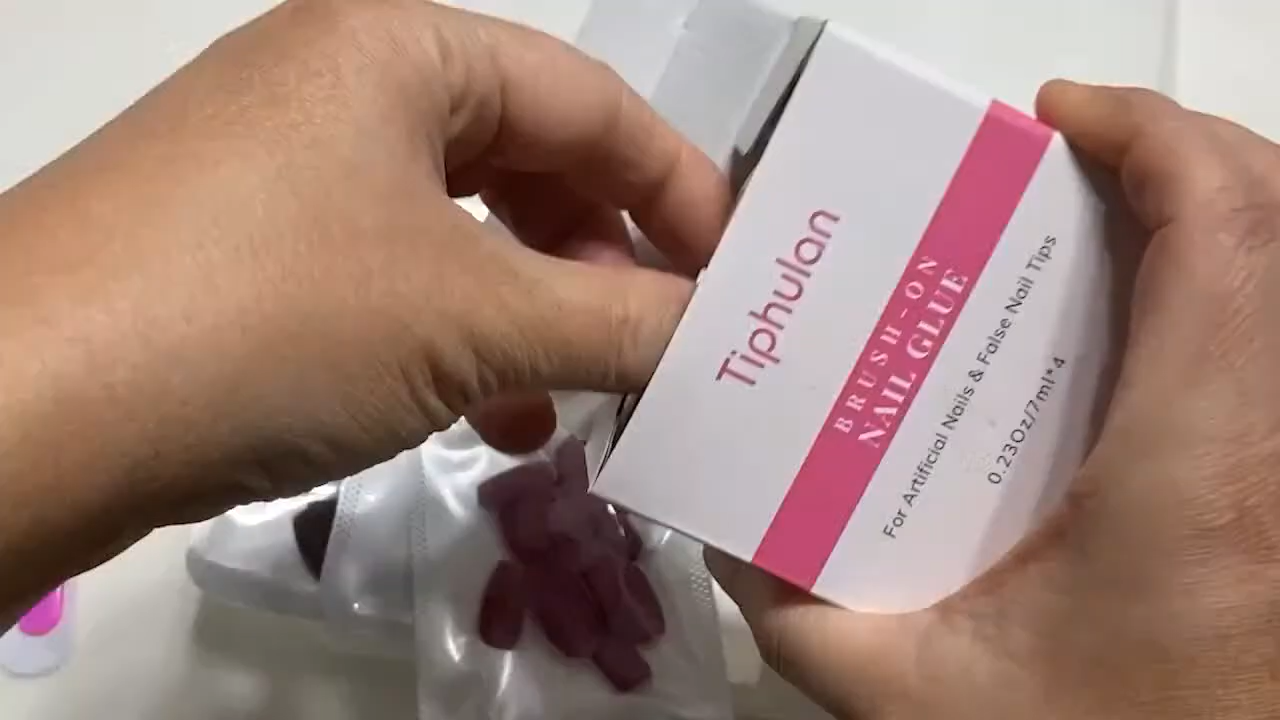 Tiphulan
BRUSH-ON
NAIL GLUE
For Artificial Nails & False Nail Tips
0.23Oz/7ml*4